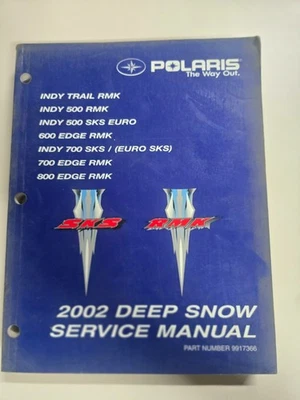 POLARIS
The Way Out.
INDY TRAIL RMK
INDY 500 RMK
INDY 500 SKS EURO
600 EDGE RMK
INDY 700 SKS / (EURO SKS)
700 EDGE RMK
800 EDGE RMK
SKS RMK
2002 DEEP SNOW
SERVICE MANUAL
PART NUMBER 9917366